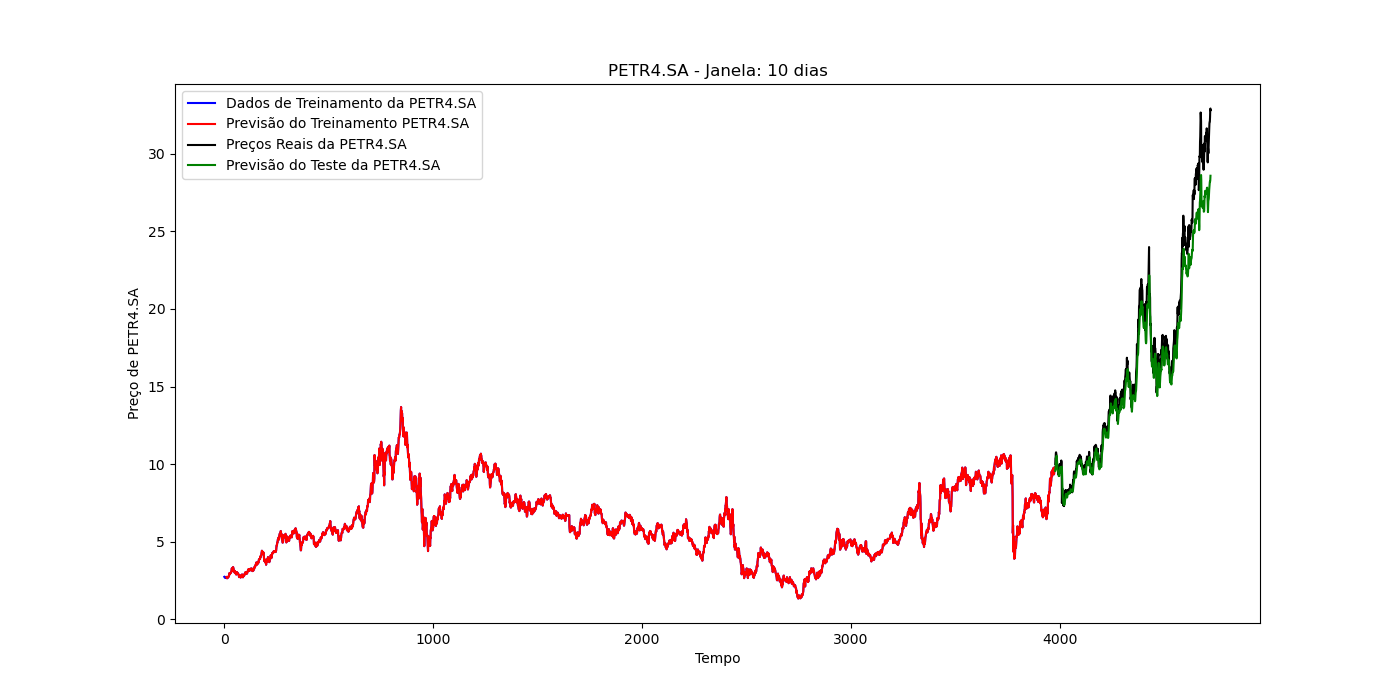 PETR4.SA - Janela: 10 dias
Dados de Treinamento da PETR4.SA
Previsão do Treinamento PETR4.SA
Preços Reais da PETR4.SA
Previsão do Teste da PETR4.SA
Preço de PETR4.SA
30
25
20
15
10
5
0
0 1000 2000 3000 4000
Tempo